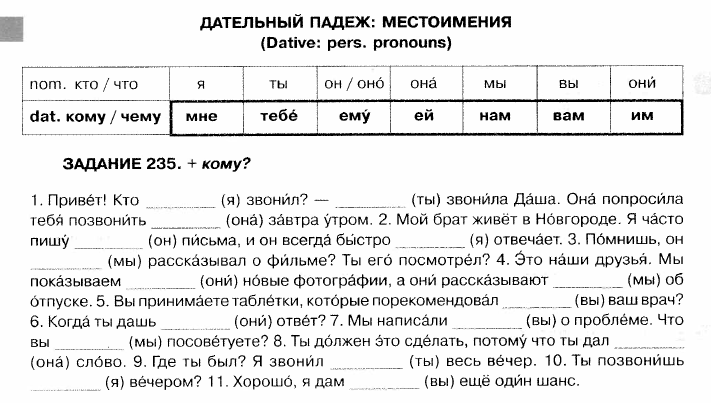 ДАТЕЛЬНЫЙ ПАДЕЖ: МЕСТОИМЕНИЯ
(Dative: pers. pronouns)
nom. кто / что я ты он / оно́ она́ мы вы они́
dat. кому / чему мне тебе́ ему́ ей нам вам им
ЗАДАНИЕ 235. + кому?
1. Приве́т! Кто ________ (я) звони́л? — ________ (ты) звони́ла Да́ша. Она́ попроси́ла
тебя́ позвони́ть ________ (она́) за́втра у́тром. 2. Мой брат живёт в Но́вгороде. Я ча́сто
пишу́ ________ (он) пи́сьма, и он всегда́ бы́стро ________ (я) отвеча́ет. 3. По́мнишь, он
________ (мы) расска́зывал о фи́льме? Ты его́ посмотре́л? 4. Э́то на́ши друзья́. Мы
пока́зываем ________ (они́) но́вые фотогра́фии, а они́ расска́зывают ________ (мы) об
о́тпуске. 5. Вы принима́ете табле́тки, кото́рые порекомендова́л ________ (вы) ваш врач?
6. Когда́ ты дашь ________ (они́) отве́т? 7. Мы написа́ли ________ (вы) о пробле́ме. Что
вы ________ (мы) посове́туете? 8. Ты до́лжен э́то сде́лать, потому́ что ты дал ________
(она́) сло́во. 9. Где ты был? Я звони́л ________ (ты) весь ве́чер. 10. Ты позвони́шь
________ (я) ве́чером? 11. Хорошо́, я дам ________ (вы) ещё оди́н шанс.